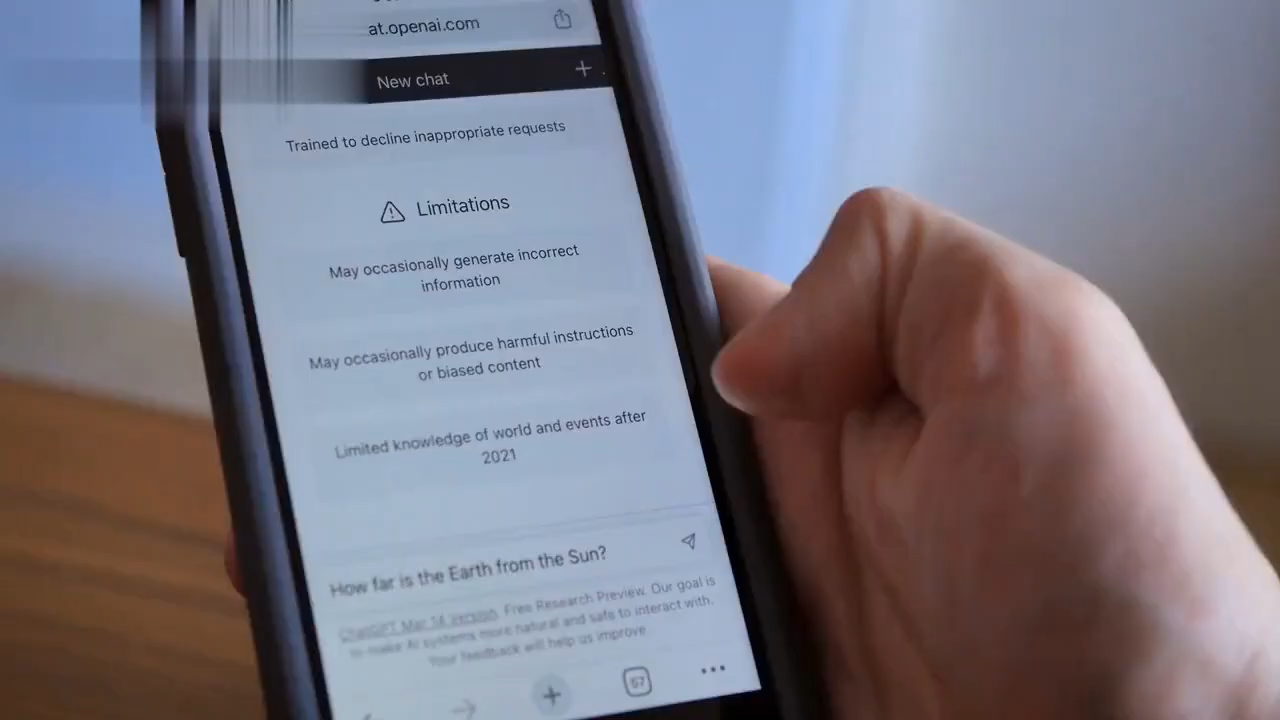 at.openai.com
New chat
Trained to decline inappropriate requests
Limitations
May occasionally generate incorrect
information
May occasionally produce harmful instructions
or biased content
Limited knowledge of world and events after
2021
How far is the Earth from the Sun?
ChatGPT Mar 14 Version. Free Research Preview. Our goal is
to make AI systems more natural and safe to interact with.
Your feedback will help us improve
57